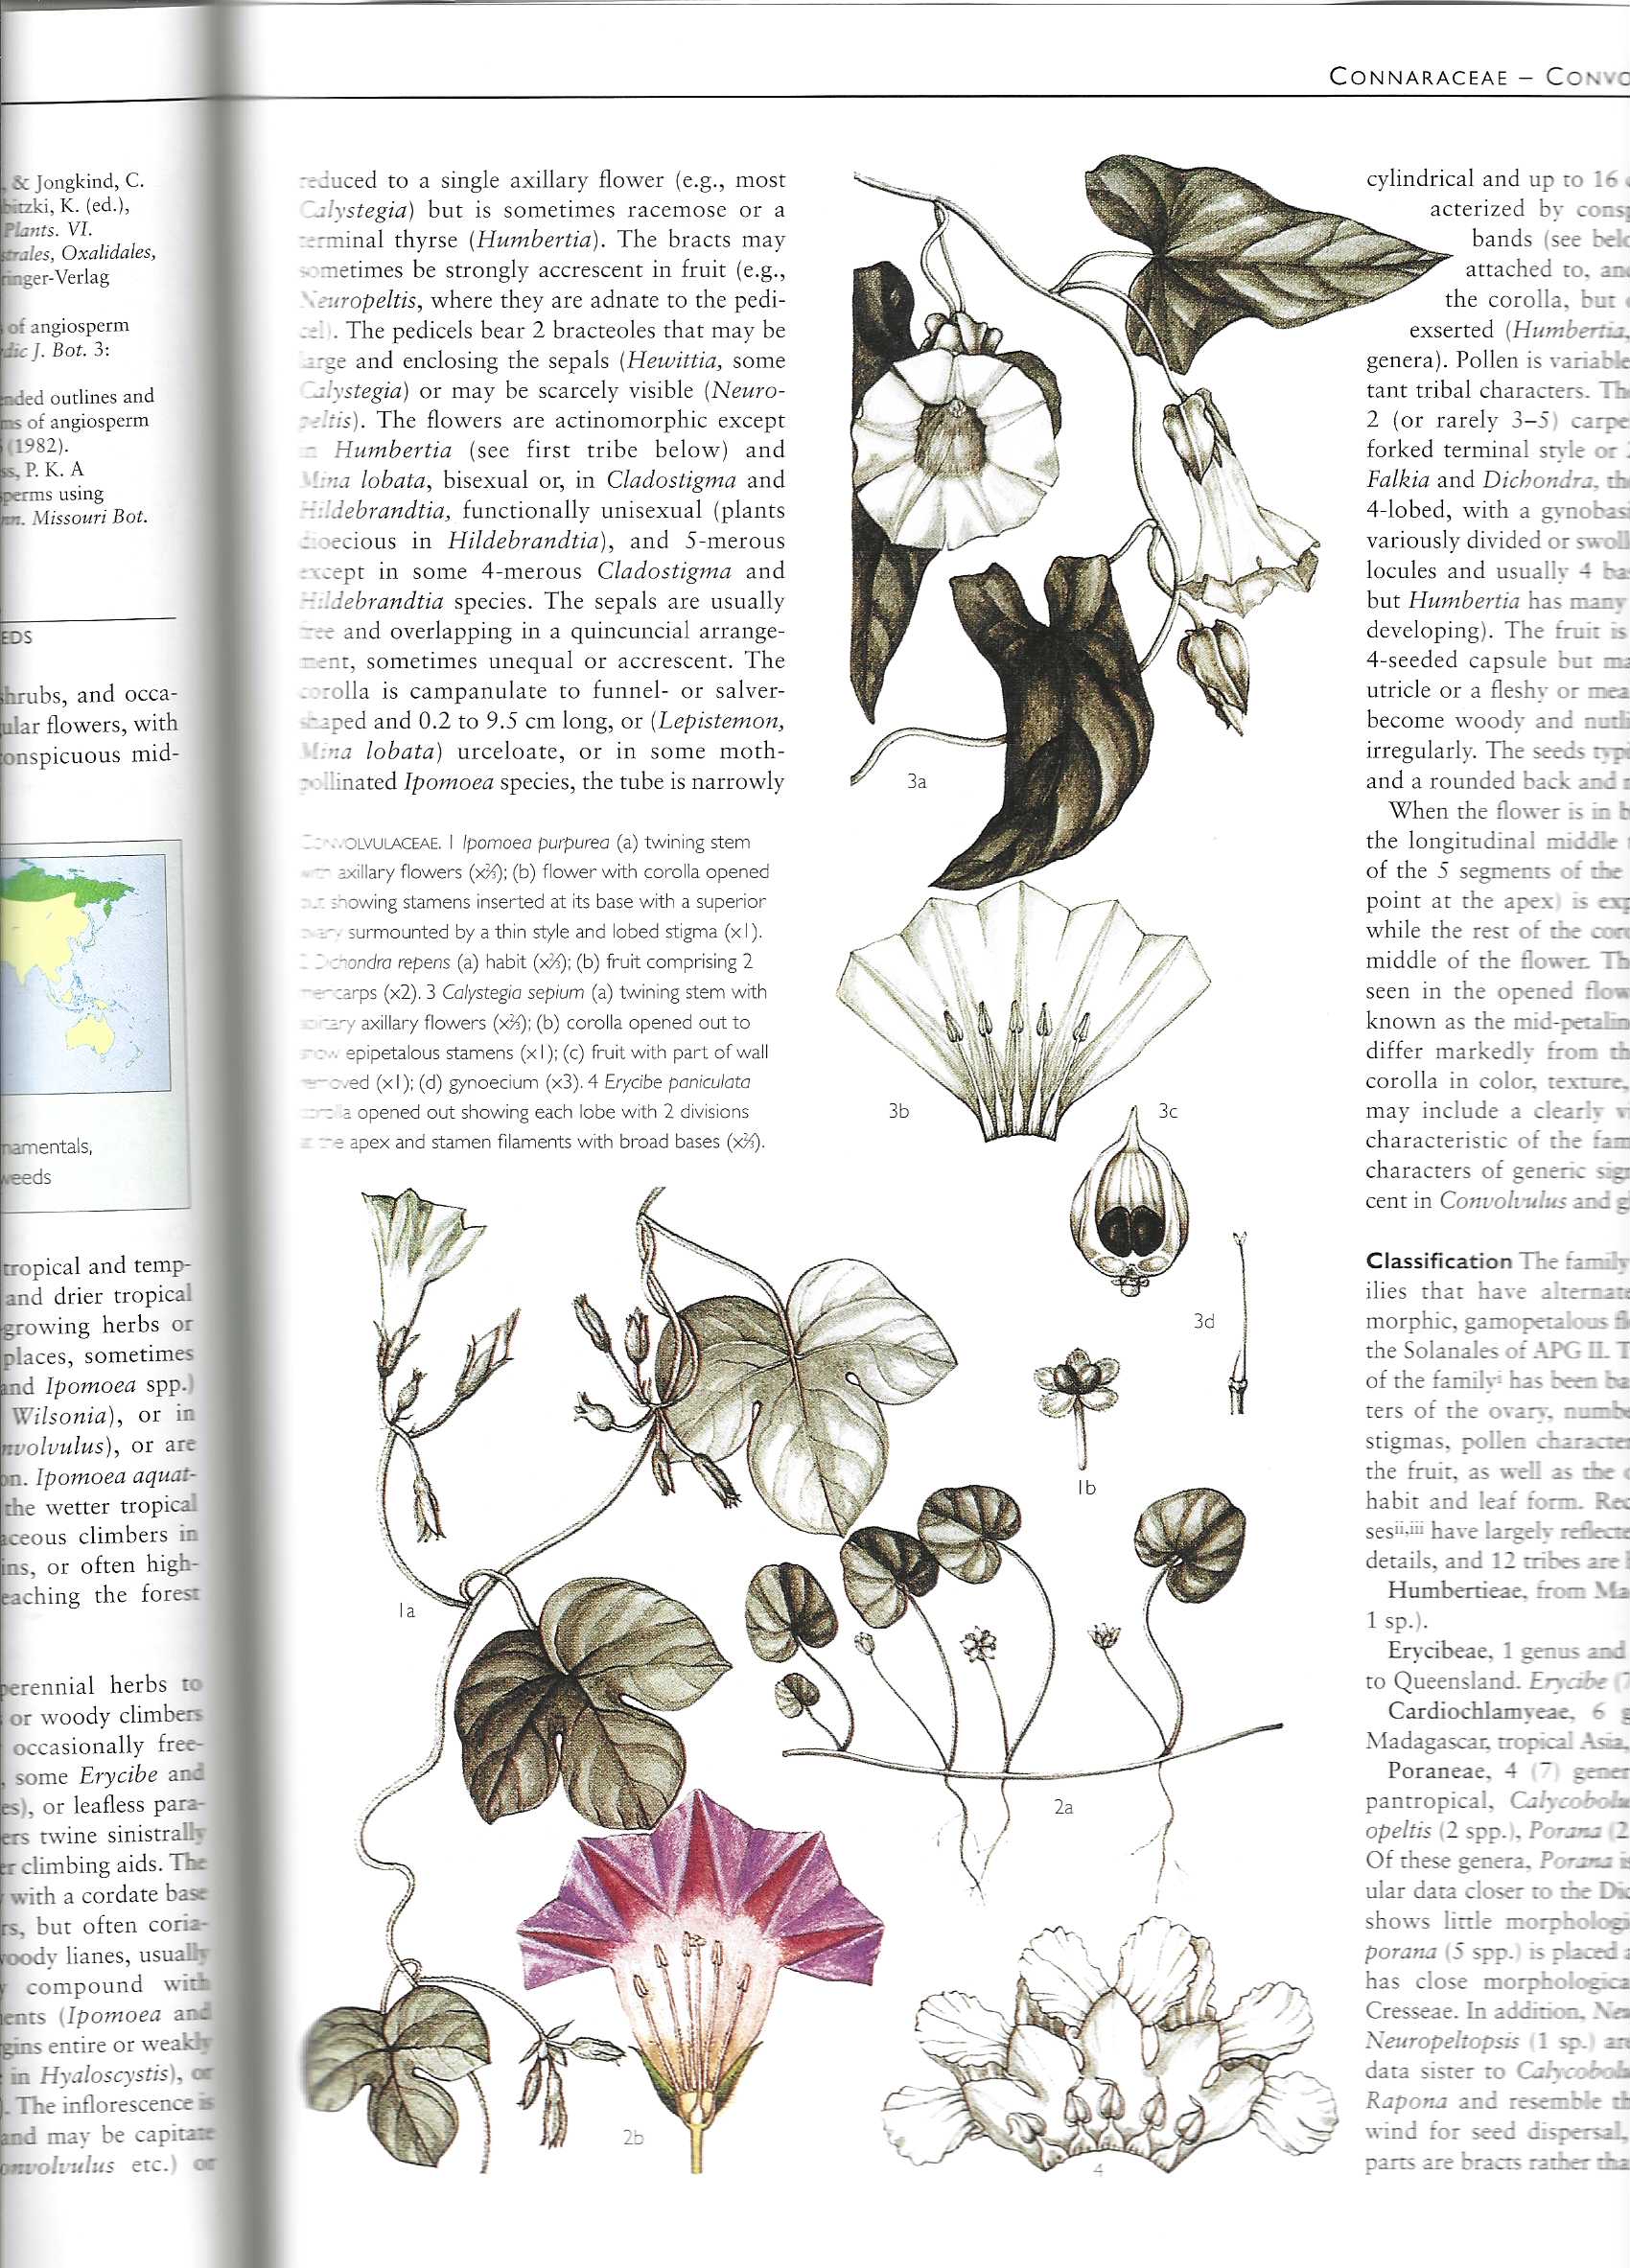 CONNARACEAE – CONVO
& Jongkind, C.
bitzki, K. (ed.),
Plants. VI.
strales, Oxalidales,
ringer-Verlag
of angiosperm
dic J. Bot. 3:
nded outlines and
ms of angiosperm
(1982).
ss, P. K. A
perms using
nn. Missouri Bot.
EDS
hrubs, and occa-
ular flowers, with
onspicuous mid-
namentals,
weeds
tropical and temp-
and drier tropical
growing herbs or
places, sometimes
and Ipomoea spp.)
Wilsonia), or in
nvolvulus), or are
on. Ipomoea aquat-
the wetter tropical
aceous climbers in
ins, or often high-
eaching the forest
perennial herbs to
or woody climbers
occasionally free-
, some Erycibe and
es), or leafless para-
ers twine sinistrally
er climbing aids. The
with a cordate base
rs, but often coria-
woody lianes, usually
y compound with
ents (Ipomoea and
gins entire or weakly
in Hyaloscystis), or
). The inflorescence is
and may be capitate
onvolvulus etc.) or
reduced to a single axillary flower (e.g., most
Calystegia) but is sometimes racemose or a
terminal thyrse (Humbertia). The bracts may
sometimes be strongly accrescent in fruit (e.g.,
Neuropeltis, where they are adnate to the pedi-
cel). The pedicels bear 2 bracteoles that may be
large and enclosing the sepals (Hewittia, some
Calystegia) or may be scarcely visible (Neuro-
peltis). The flowers are actinomorphic except
in Humbertia (see first tribe below) and
Mina lobata, bisexual or, in Cladostigma and
Hildebrandtia, functionally unisexual (plants
dioecious in Hildebrandtia), and 5-merous
except in some 4-merous Cladostigma and
Hildebrandtia species. The sepals are usually
free and overlapping in a quincuncial arrange-
ment, sometimes unequal or accrescent. The
corolla is campanulate to funnel- or salver-
shaped and 0.2 to 9.5 cm long, or (Lepistemon,
Mina lobata) urceolate, or in some moth-
pollinated Ipomoea species, the tube is narrowly
CONVOLVULACEAE. 1 Ipomoea purpurea (a) twining stem
with axillary flowers (x⅔); (b) flower with corolla opened
out showing stamens inserted at its base with a superior
ovary surmounted by a thin style and lobed stigma (x1).
2 Dichondra repens (a) habit (x⅔); (b) fruit comprising 2
mericarps (x2). 3 Calystegia sepium (a) twining stem with
solitary axillary flowers (x⅔); (b) corolla opened out to
show epipetalous stamens (x1); (c) fruit with part of wall
removed (x1); (d) gynoecium (x3). 4 Erycibe paniculata
corolla opened out showing each lobe with 2 divisions
at the apex and stamen filaments with broad bases (x⅔).
3a
3b
3c
3d
1b
1a
2a
2b
4
cylindrical and up to 16
acterized by consp
bands (see belo
attached to, and
the corolla, but
exserted (Humbertia,
genera). Pollen is variable
tant tribal characters. The
2 (or rarely 3–5) carpe
forked terminal style or
Falkia and Dichondra, the
4-lobed, with a gynobasi
variously divided or swoll
locules and usually 4 bas
but Humbertia has many
developing). The fruit is
4-seeded capsule but ma
utricle or a fleshy or mea
become woody and nutli
irregularly. The seeds typi
and a rounded back and
When the flower is in b
the longitudinal middle
of the 5 segments of the
point at the apex) is exp
while the rest of the coro
middle of the flower. Th
seen in the opened flow
known as the mid-petalin
differ markedly from th
corolla in color, texture,
may include a clearly vi
characteristic of the fam
characters of generic sign
cent in Convolvulus and g
Classification The family
ilies that have alternate
morphic, gamopetalous fl
the Solanales of APG II. T
of the familyⁱ has been ba
ters of the ovary, numbe
stigmas, pollen character
the fruit, as well as the
habit and leaf form. Rec
sesⁱⁱ,ⁱⁱⁱ have largely reflecte
details, and 12 tribes are
Humbertieae, from Ma
1 sp.).
Erycibeae, 1 genus and
to Queensland. Erycibe (7
Cardiochlamyeae, 6 g
Madagascar, tropical Asia,
Poraneae, 4 (7) gener
pantropical, Calycobolu
opeltis (2 spp.), Porana (2
Of these genera, Porana is
ular data closer to the Dic
shows little morphologi
porana (5 spp.) is placed a
has close morphologica
Cresseae. In addition, Neu
Neuropeltopsis (1 sp.) are
data sister to Calycobolu
Rapona and resemble th
wind for seed dispersal,
parts are bracts rather tha